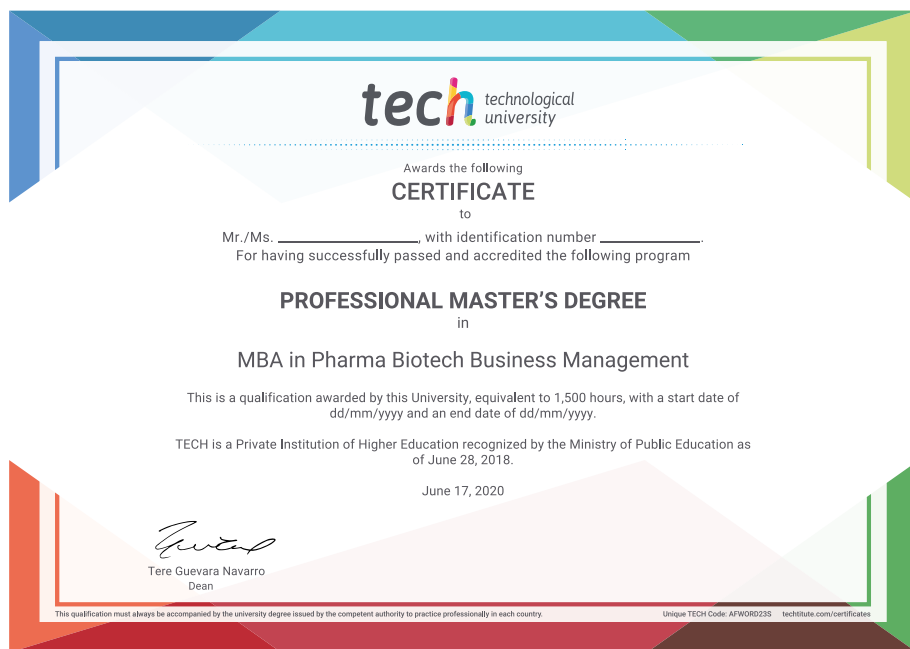 tech technological
university
Awards the following
CERTIFICATE
to
Mr./Ms. ____________________, with identification number ______________.
For having successfully passed and accredited the following program
PROFESSIONAL MASTER'S DEGREE
in
MBA in Pharma Biotech Business Management
This is a qualification awarded by this University, equivalent to 1,500 hours, with a start date of
dd/mm/yyyy and an end date of dd/mm/yyyy.
TECH is a Private Institution of Higher Education recognized by the Ministry of Public Education as
of June 28, 2018.
June 17, 2020
Tere Guevara Navarro
Dean
This qualification must always be accompanied by the university degree issued by the competent authority to practice professionally in each country. Unique TECH Code: AFWORD23S techtitute.com/certificates